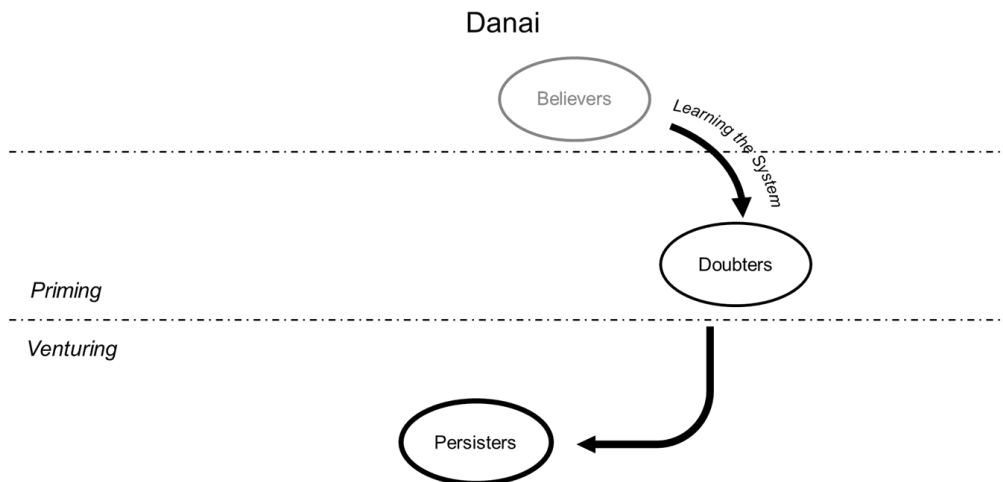 Danai
Believers
Learning the System
Doubters
Priming
Venturing
Persisters